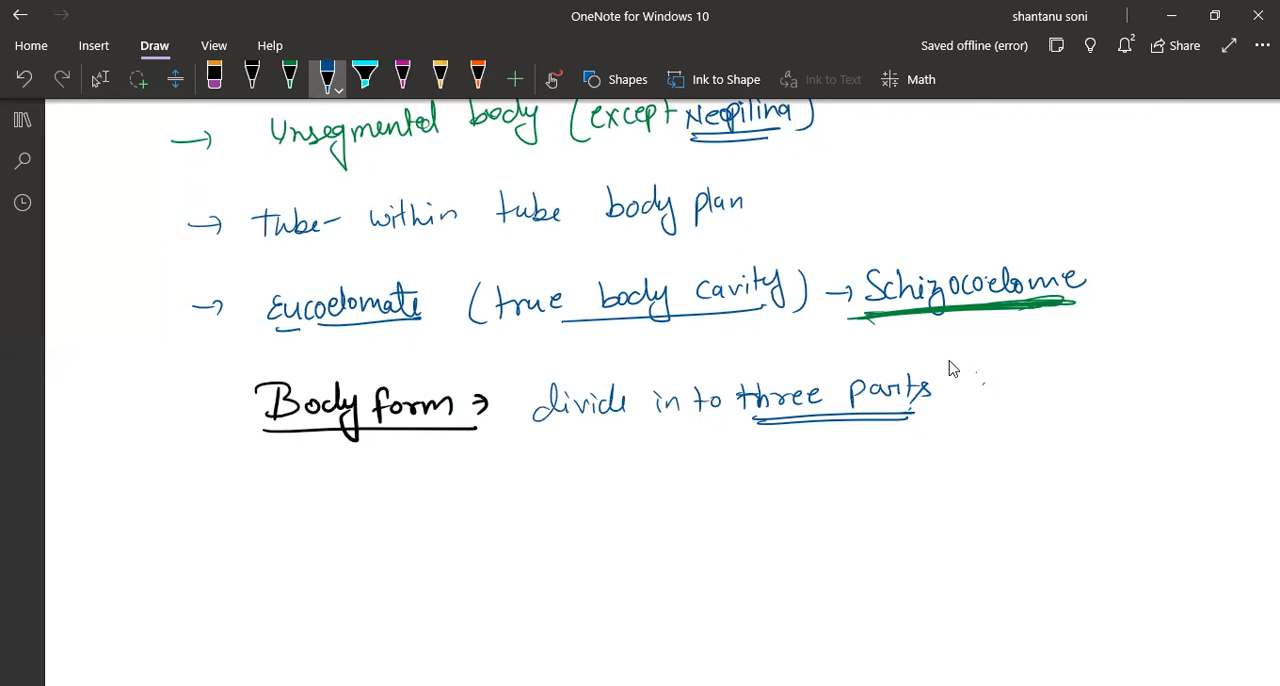 OneNote for Windows 10
shantanu soni
Home Insert Draw View Help
Saved offline (error)
2
Share
Shapes
Ink to Shape
Ink to Text
Math
→ Unsegmental body (except Neopilina)
→ Tube- within tube body plan
→ Eucoelomate (true body cavity) → Schizocoelome
Body form → divide in to three parts